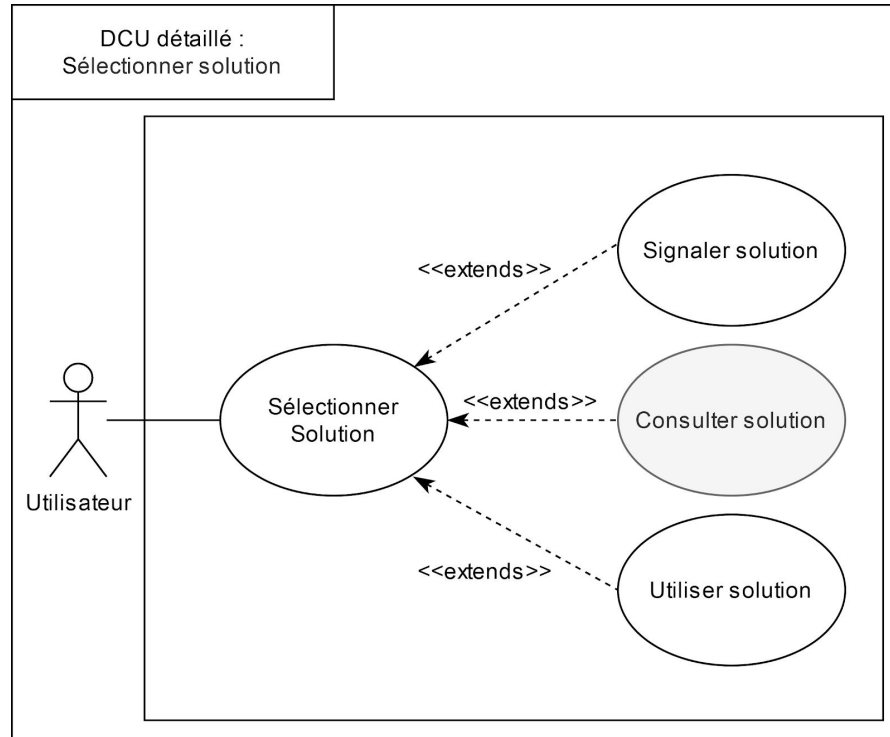 DCU détaillé :
Sélectionner solution
<<extends>>
Signaler solution
Sélectionner
Solution
<<extends>>
Consulter solution
Utilisateur
<<extends>>
Utiliser solution